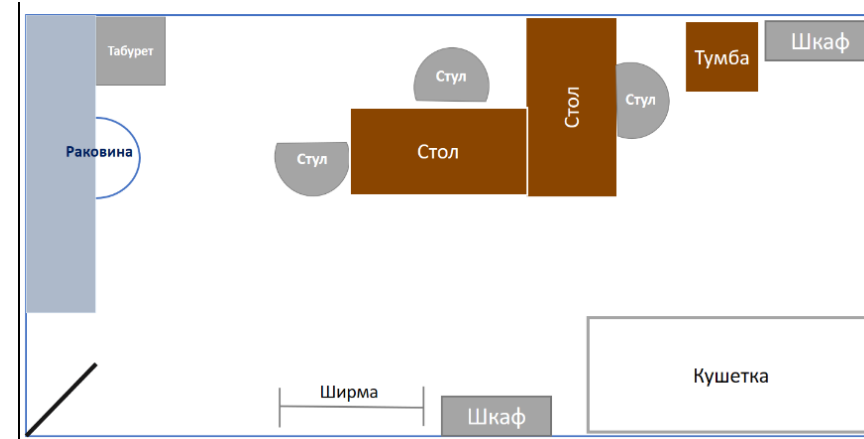 Табурет
Стул
Стол
Тумба
Шкаф
Стул
Раковина
Стул
Стол
Ширма
Шкаф
Кушетка